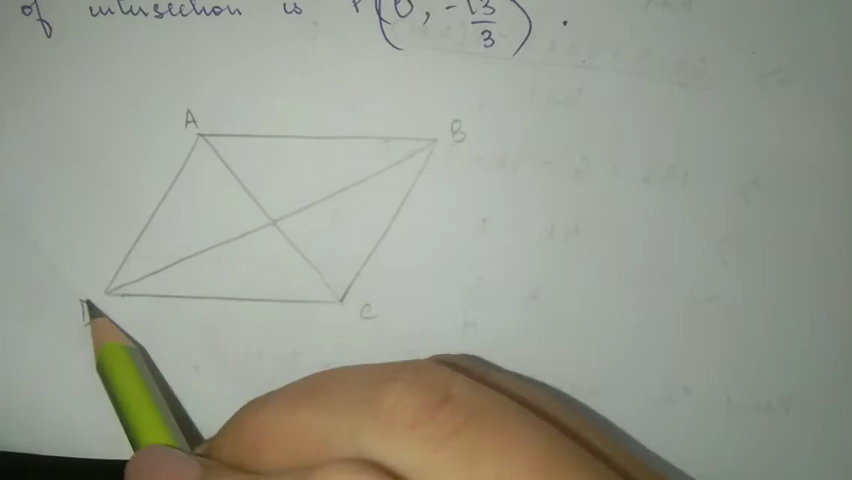 of intersection is P(0, -13/3).
A
B
C